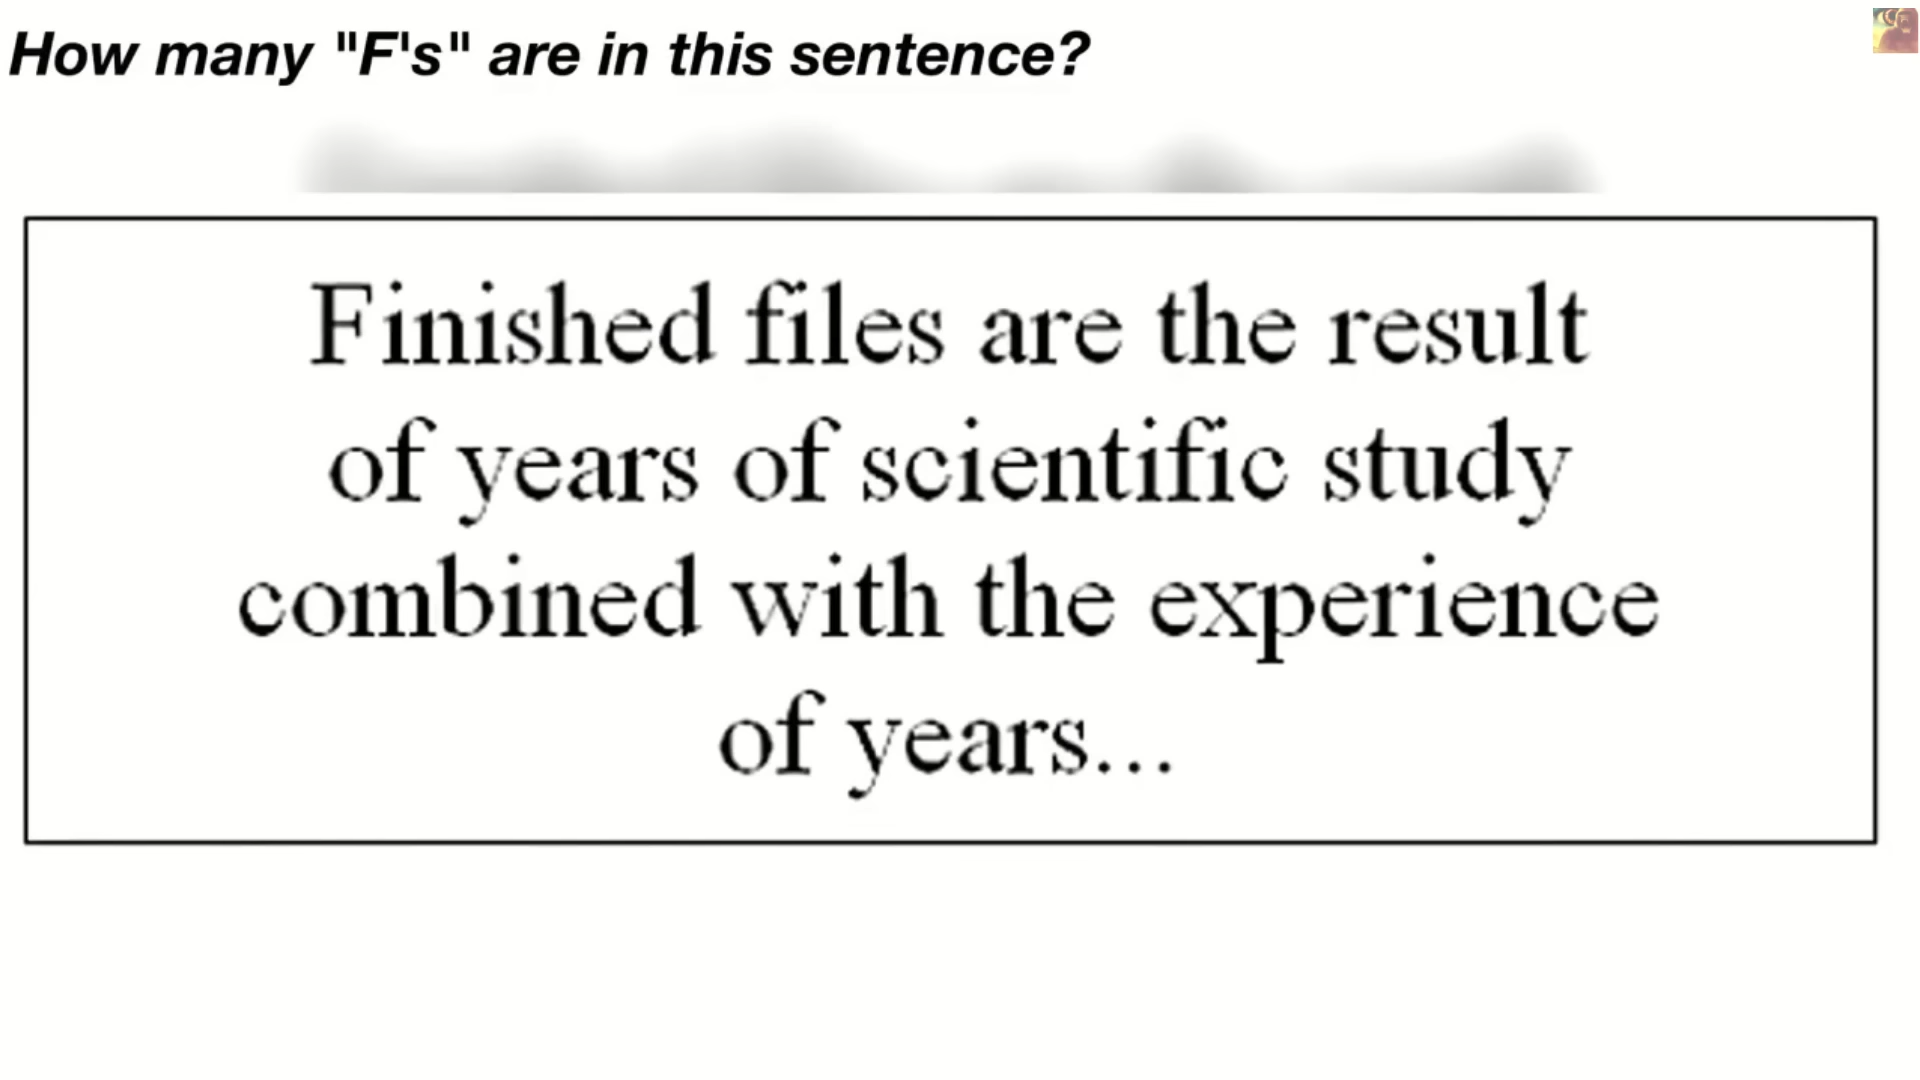 How many "F's" are in this sentence?
Finished files are the result
of years of scientific study
combined with the experience
of years...